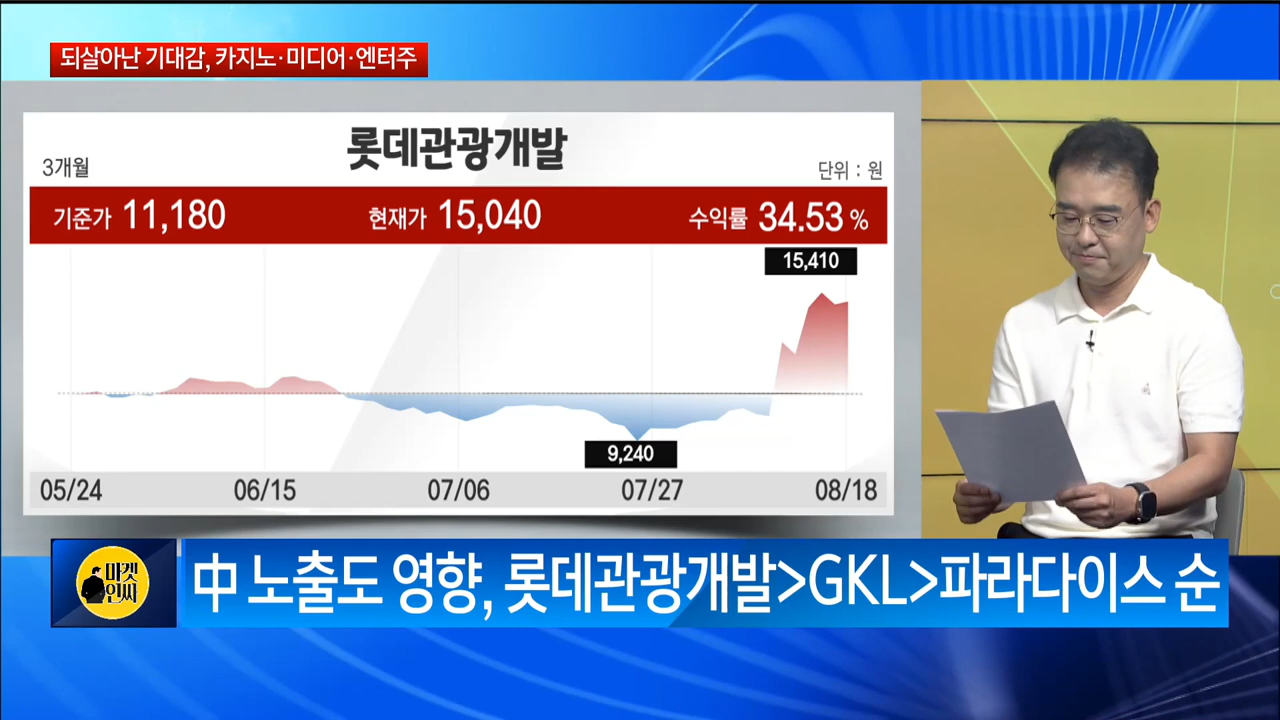 되살아난 기대감, 카지노·미디어·엔터주
롯데관광개발
3개월
단위 : 원
기준가 11,180
현재가 15,040
수익률 34.53 %
15,410
9,240
05/24
06/15
07/06
07/27
08/18
마켓
인싸
中 노출도 영향, 롯데관광개발>GKL>파라다이스 순